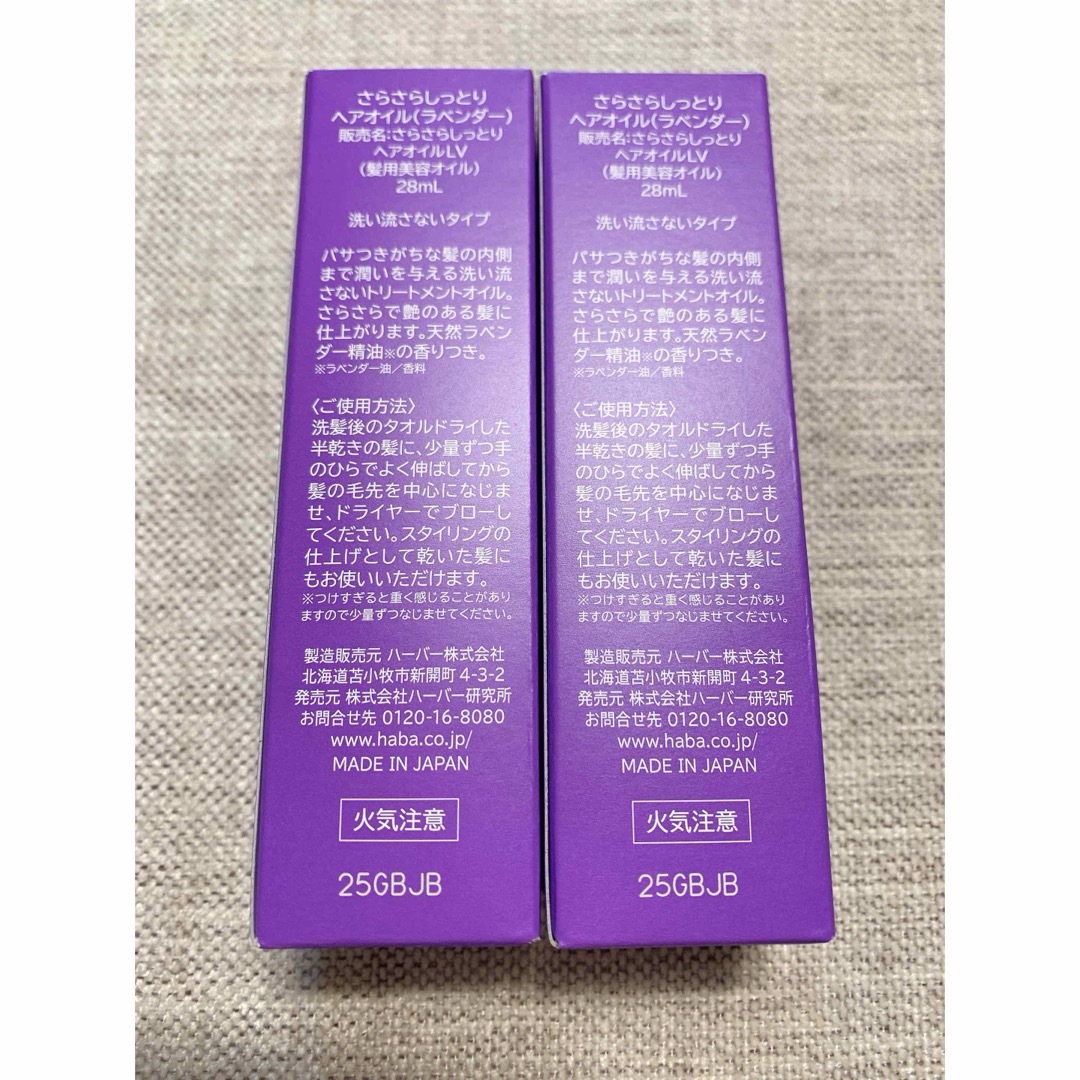 さらさらしっとり
ヘアオイル(ラベンダー)
販売名:さらさらしっとり
ヘアオイルLV
(髪用美容オイル)
28mL
洗い流さないタイプ
パサつきがちな髪の内側
まで潤いを与える洗い流
さないトリートメントオイル。
さらさらで艶のある髪に
仕上がります。天然ラベン
ダー精油※の香りつき。
※ラベンダー油/香料
〈ご使用方法〉
洗髪後のタオルドライした
半乾きの髪に、少量ずつ手
のひらでよく伸ばしてから
髪の毛先を中心になじま
せ、ドライヤーでブローし
てください。スタイリングの
仕上げとして乾いた髪に
もお使いいただけます。
※つけすぎると重く感じることがあり
ますので少量ずつなじませてください。
製造販売元 ハーバー株式会社
北海道苫小牧市新開町4-3-2
発売元 株式会社ハーバー研究所
お問合せ先 0120-16-8080
www.haba.co.jp/
MADE IN JAPAN
火気注意
25GBJB
さらさらしっとり
ヘアオイル(ラベンダー)
販売名:さらさらしっとり
ヘアオイルLV
(髪用美容オイル)
28mL
洗い流さないタイプ
パサつきがちな髪の内側
まで潤いを与える洗い流
さないトリートメントオイル。
さらさらで艶のある髪に
仕上がります。天然ラベン
ダー精油※の香りつき。
※ラベンダー油/香料
〈ご使用方法〉
洗髪後のタオルドライした
半乾きの髪に、少量ずつ手
のひらでよく伸ばしてから
髪の毛先を中心になじま
せ、ドライヤーでブローし
てください。スタイリングの
仕上げとして乾いた髪に
もお使いいただけます。
※つけすぎると重く感じることがあり
ますので少量ずつなじませてください。
製造販売元 ハーバー株式会社
北海道苫小牧市新開町4-3-2
発売元 株式会社ハーバー研究所
お問合せ先 0120-16-8080
www.haba.co.jp/
MADE IN JAPAN
火気注意
25GBJB